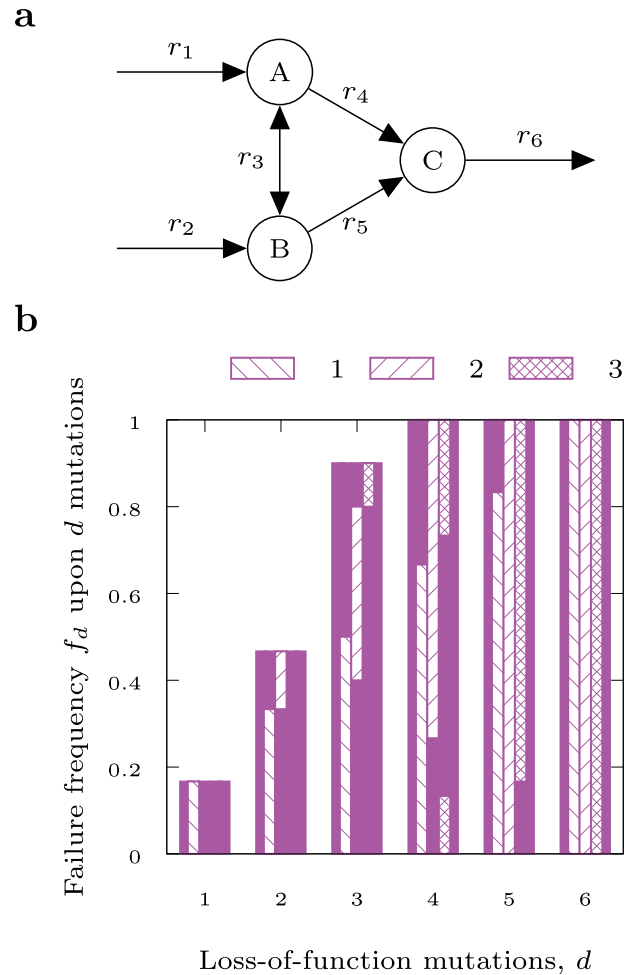 a
r1
A
r4
r3
C
r6
r2
B
r5
b
1 2 3
Failure frequency fd upon d mutations
1
0.8
0.6
0.4
0.2
0
1 2 3 4 5 6
Loss-of-function mutations, d